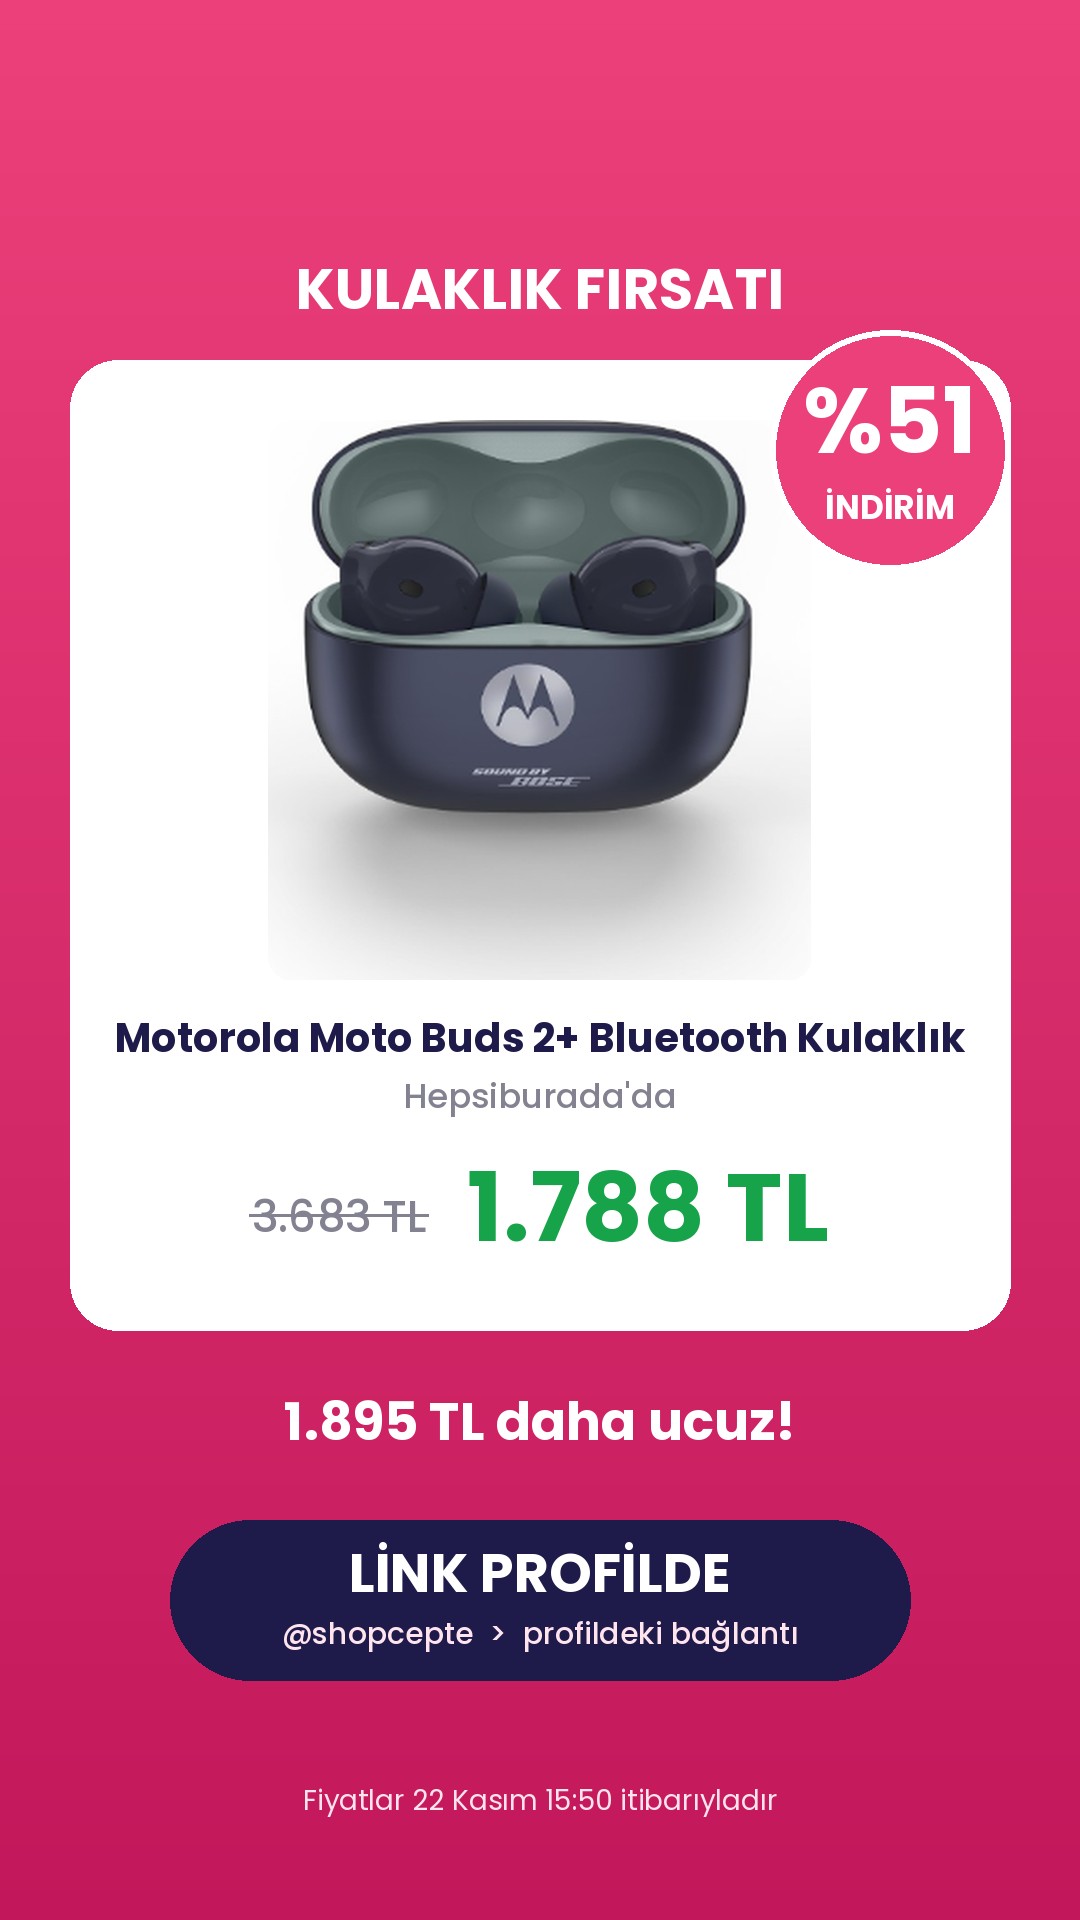 KULAKLIK FIRSATI
%51
İNDİRİM
SOUND BY
BOSE
Motorola Moto Buds 2+ Bluetooth Kulaklık
Hepsiburada'da
3.683 TL 1.788 TL
1.895 TL daha ucuz!
LİNK PROFİLDE
@shopcepte > profildeki bağlantı
Fiyatlar 22 Kasım 15:50 itibarıyladır